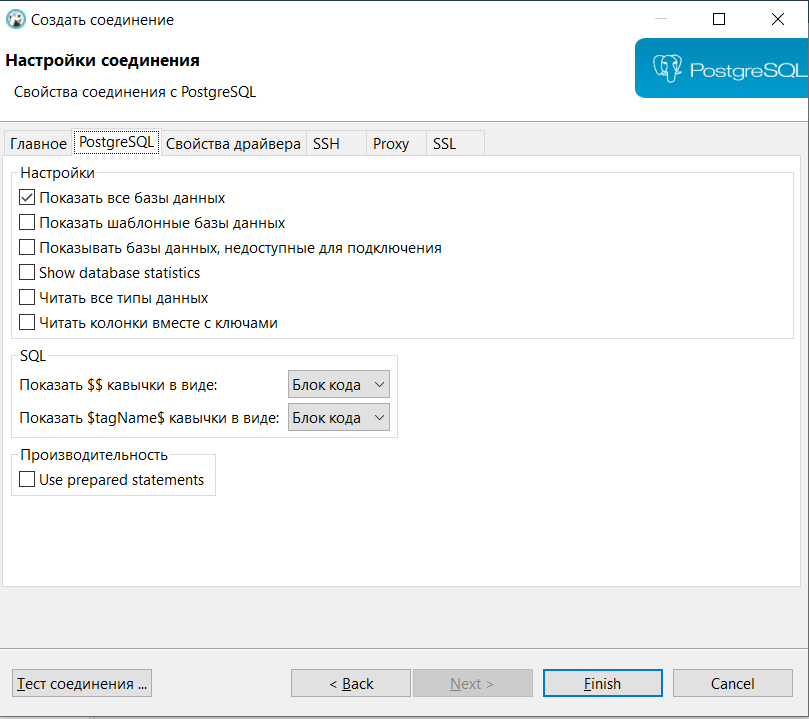 Создать соединение
Настройки соединения
Свойства соединения с PostgreSQL
PostgreSQL
Главное PostgreSQL Свойства драйвера SSH Proxy SSL
Настройки
Показать все базы данных
Показать шаблонные базы данных
Показывать базы данных, недоступные для подключения
Show database statistics
Читать все типы данных
Читать колонки вместе с ключами
SQL
Показать $$ кавычки в виде: Блок кода
Показать $tagName$ кавычки в виде: Блок кода
Производительность
Use prepared statements
Тест соединения ... < Back Next > Finish Cancel